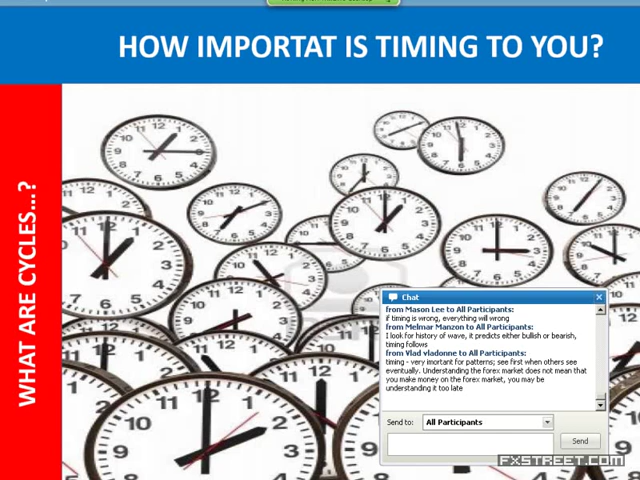 HOW IMPORTAT IS TIMING TO YOU?
WHAT ARE CYCLES...?
Chat
from Mason Lee to All Participants:
if timing is wrong, everything will wrong
from Melmar Manzon to All Participants:
I look for history of wave, it predicts either bullish or bearish,
timing follows
from Vlad vladonne to All Participants:
timing - very imortant for patterns; see first when others see
eventually. Understanding the forex market does not mean that
you make money on the forex market, you may be
understanding it too late
Send to:
All Participants
Send
FXSTREET.COM